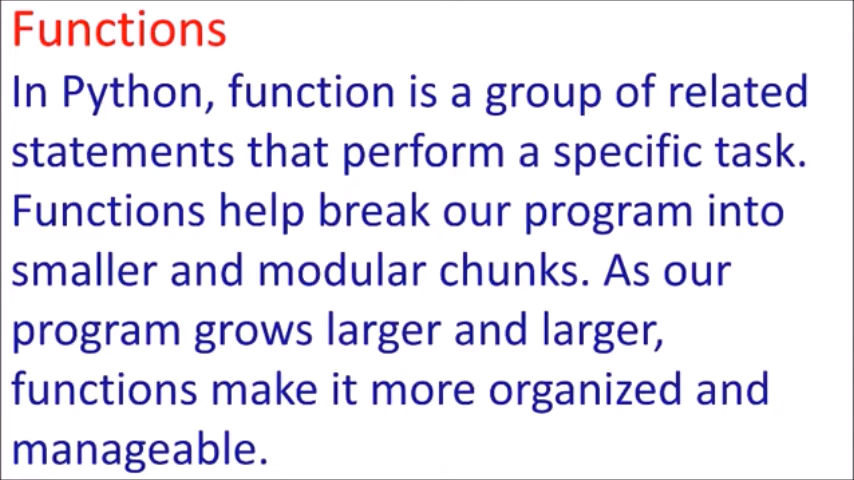 Functions
In Python, function is a group of related
statements that perform a specific task.
Functions help break our program into
smaller and modular chunks. As our
program grows larger and larger,
functions make it more organized and
manageable.